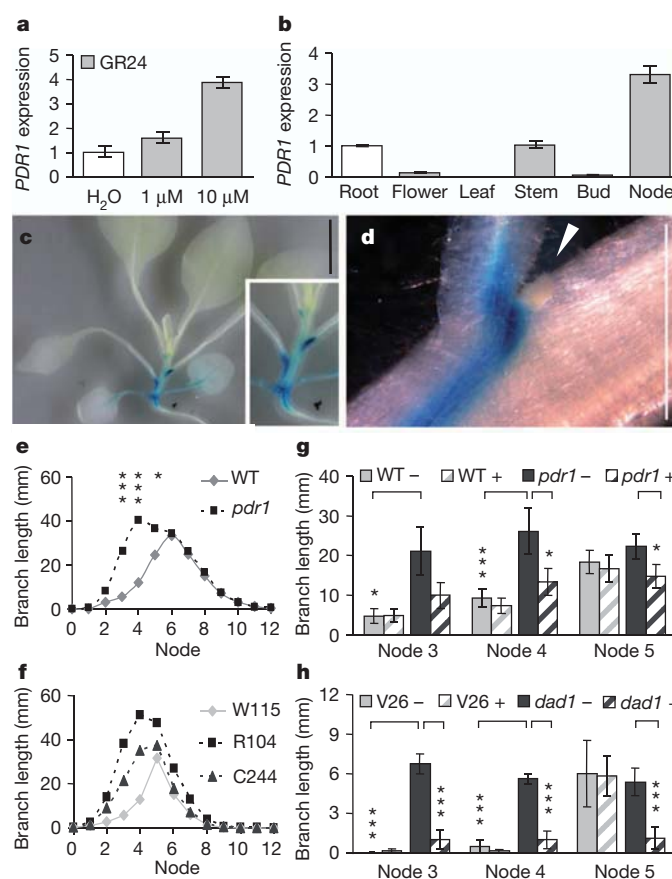 a
PDR1 expression
5
4
3
2
1
0
GR24
H2O 1 µM 10 µM
b
PDR1 expression
4
3
2
1
0
Root Flower Leaf Stem Bud Node
c
d
e
Branch length (mm)
60
40
20
0
*** *** *
WT
pdr1
0 2 4 6 8 10 12
Node
f
Branch length (mm)
60
40
20
0
W115
R104
C244
0 2 4 6 8 10 12
Node
g
Branch length (mm)
40
30
20
10
0
WT – WT + pdr1 – pdr1 +
* *** * *
Node 3 Node 4 Node 5
h
Branch length (mm)
12
9
6
3
0
V26 – V26 + dad1 – dad1
*** *** *** *** ***
Node 3 Node 4 Node 5